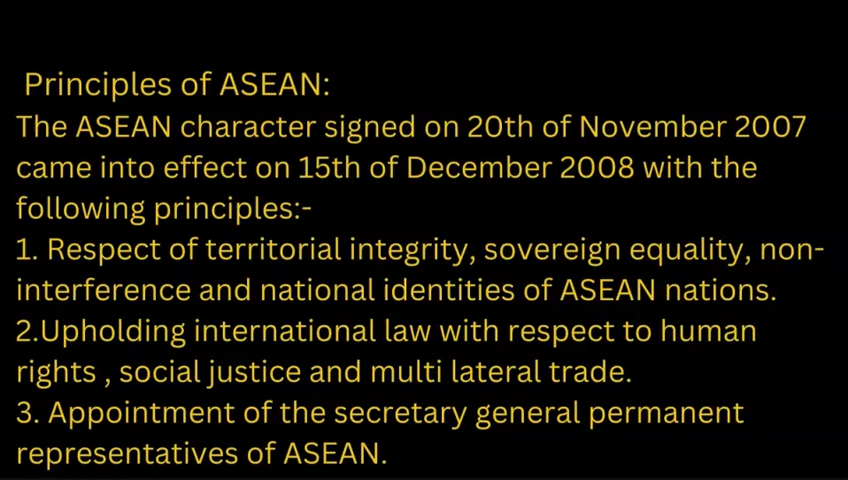 Principles of ASEAN:
The ASEAN character signed on 20th of November 2007
came into effect on 15th of December 2008 with the
following principles:-
1. Respect of territorial integrity, sovereign equality, non-
interference and national identities of ASEAN nations.
2.Upholding international law with respect to human
rights , social justice and multi lateral trade.
3. Appointment of the secretary general permanent
representatives of ASEAN.